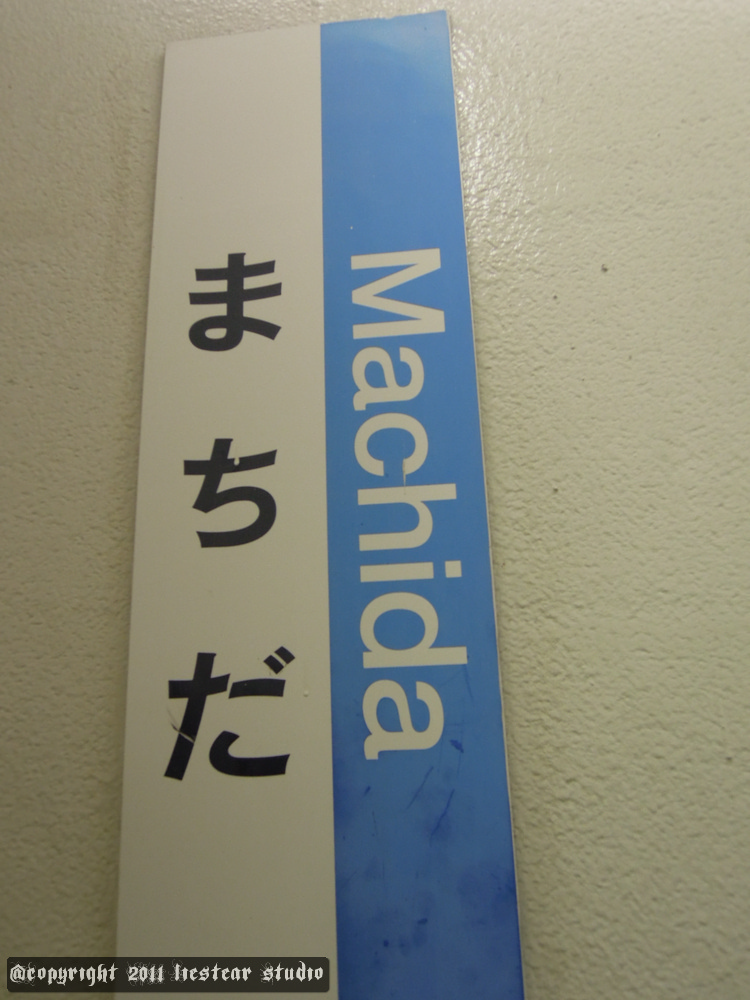 まちだ
Machida
@copyright 2011 liestear studio